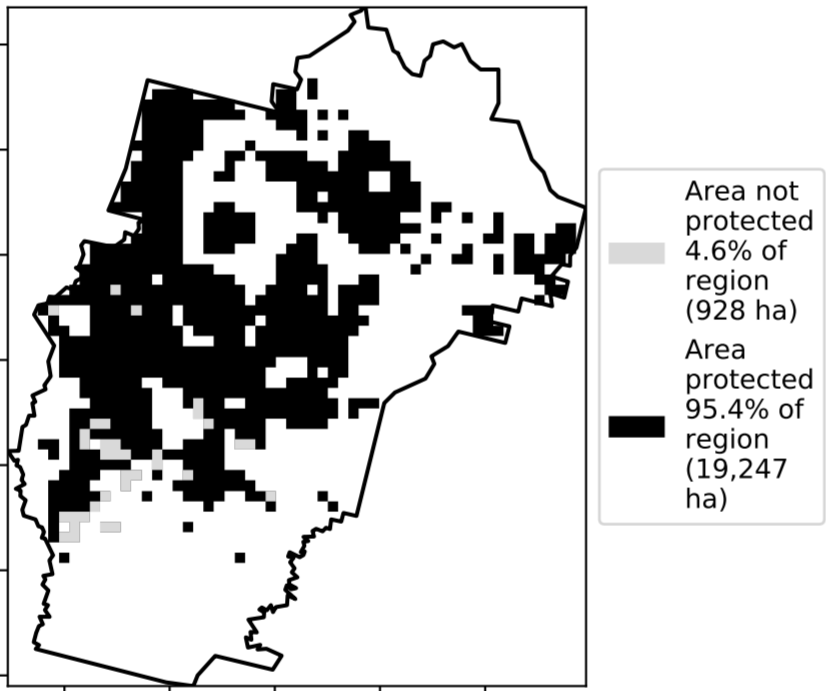 Area not
protected
4.6% of
region
(928 ha)
Area
protected
95.4% of
region
(19,247
ha)